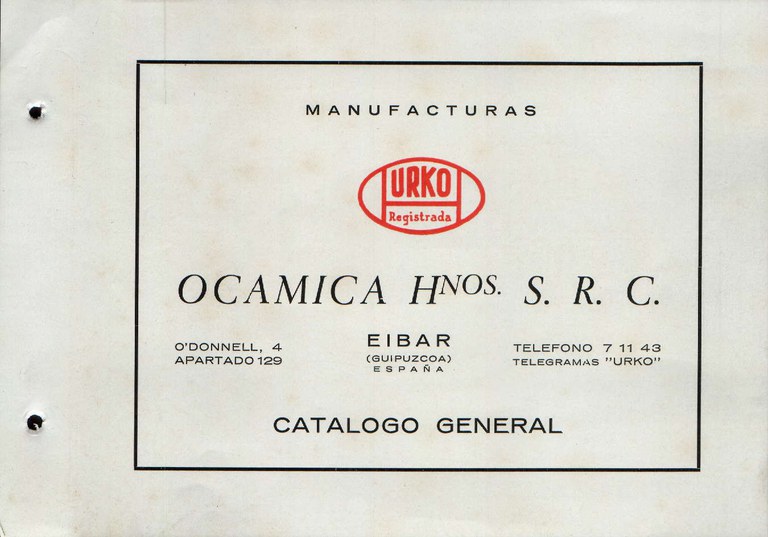 MANUFACTURAS
URKO
Registrada
OCAMICA HNOS. S. R. C.
O'DONNELL, 4
APARTADO 129
EIBAR
(GUIPUZCOA)
ESPAÑA
TELEFONO 7 11 43
TELEGRAMAS "URKO"
CATALOGO GENERAL